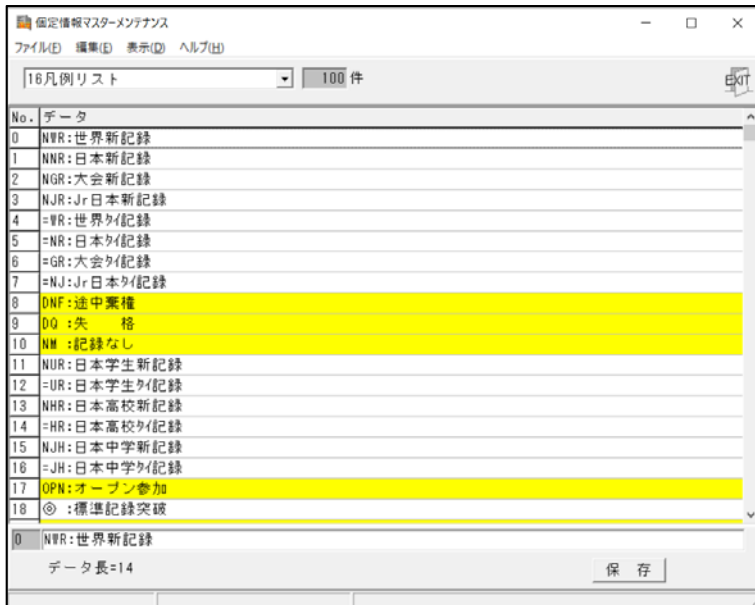 個定情報マスターメンテナンス
ファイル(F) 編集(E) 表示(D) ヘルプ(H)
16凡例リスト 100 件 EXIT
No. データ
0 NWR:世界新記録
1 NNR:日本新記録
2 NGR:大会新記録
3 NJR:Jr日本新記録
4 =WR:世界ﾀｲ記録
5 =NR:日本ﾀｲ記録
6 =GR:大会ﾀｲ記録
7 =NJ:Jr日本ﾀｲ記録
8 DNF:途中棄権
9 DQ :失　　格
10 NM :記録なし
11 NUR:日本学生新記録
12 =UR:日本学生ﾀｲ記録
13 NHR:日本高校新記録
14 =HR:日本高校ﾀｲ記録
15 NJH:日本中学新記録
16 =JH:日本中学ﾀｲ記録
17 OPN:オープン参加
18 ◎ :標準記録突破
0 NWR:世界新記録
データ長=14 保　存